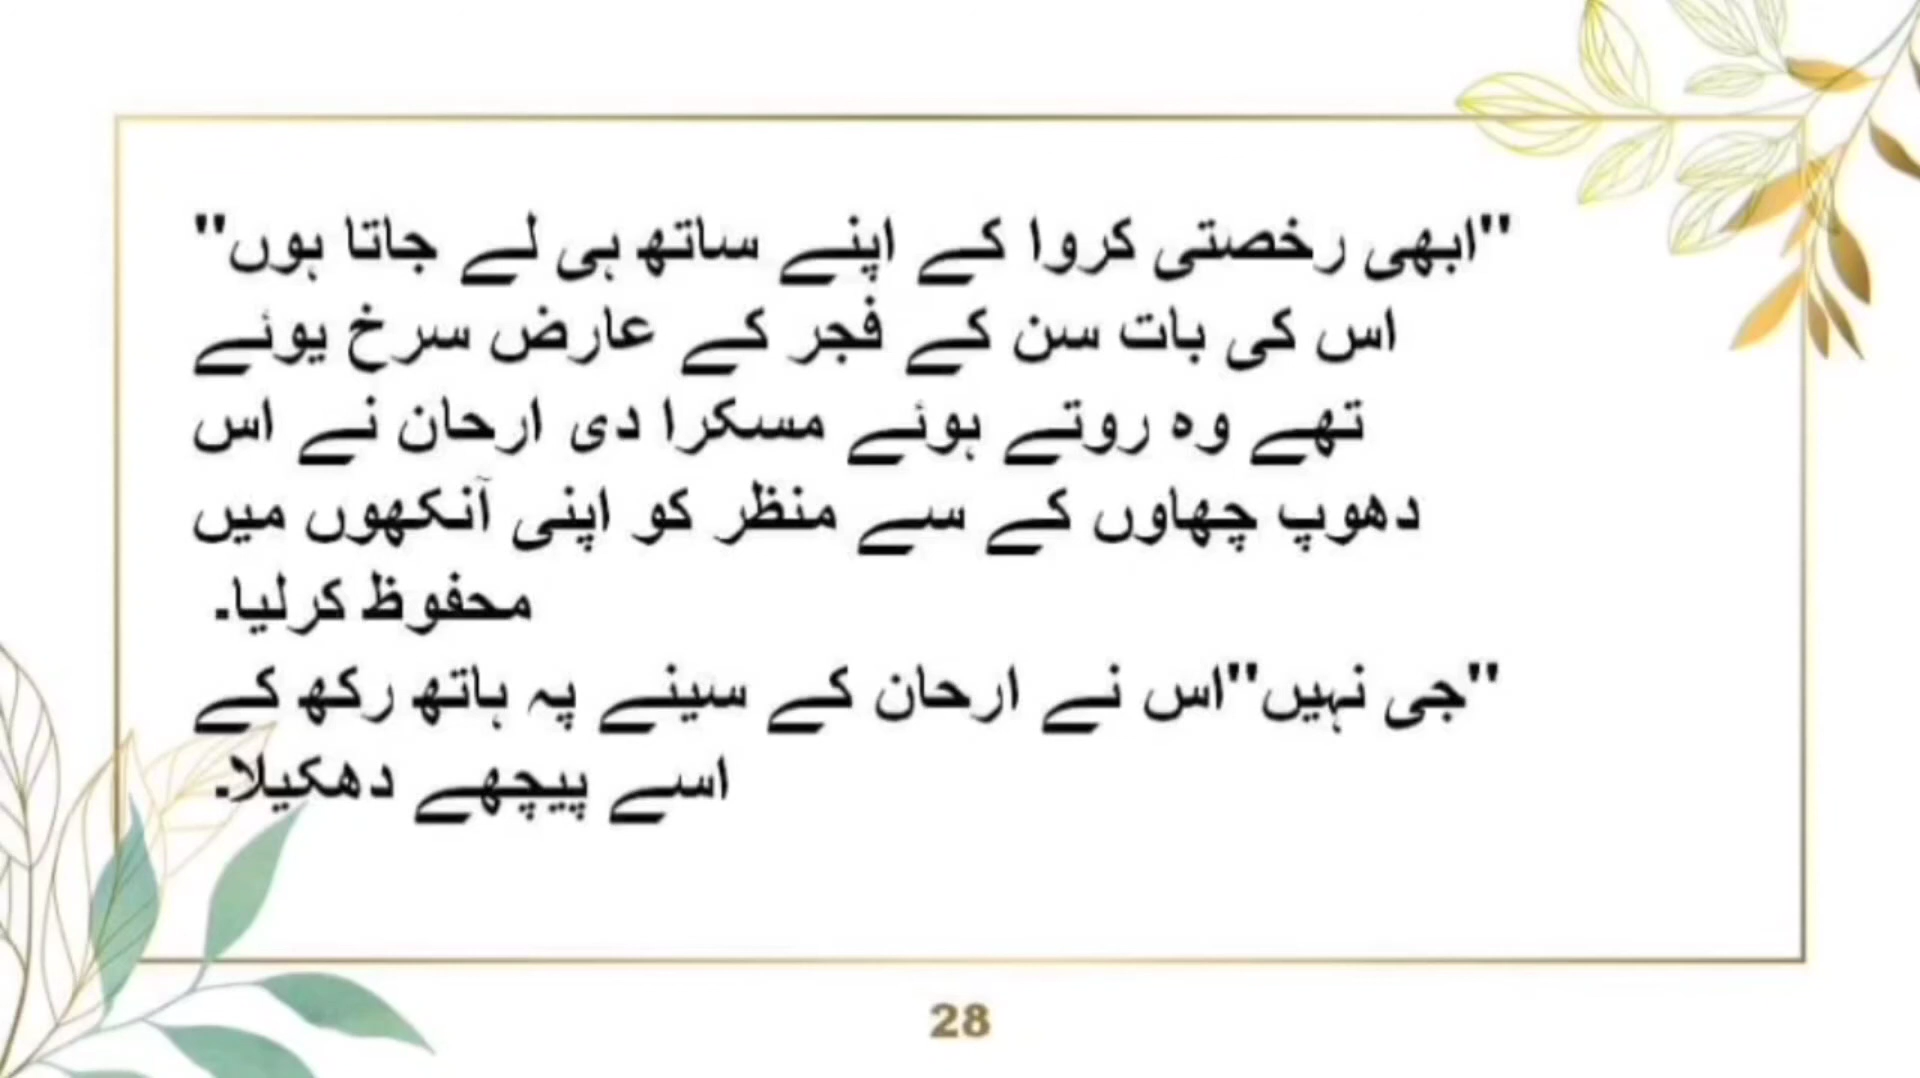 "ابھی رخصتی کروا کے اپنے ساتھ ہی لے جاتا ہوں"
اس کی بات سن کے فجر کے عارض سرخ یوئے
تھے وہ روتے ہوئے مسکرا دی ارحان نے اس
دھوپ چھاوں کے سے منظر کو اپنی آنکھوں میں
محفوظ کرلیا۔
"جی نہیں"اس نے ارحان کے سینے پہ ہاتھ رکھ کے
اسے پیچھے دھکیلا۔
28